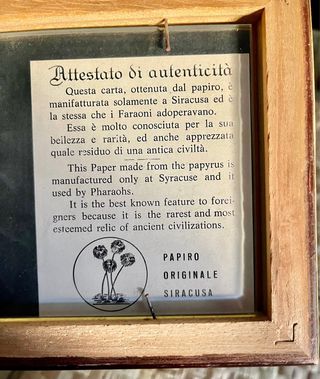 Attestato di autenticità
Questa carta, ottenuta dal papiro, è
manifatturata solamente a Siracusa ed è
la stessa che i Faraoni adoperavano.
Essa è molto conosciuta per la sua
bellezza e rarità, ed anche apprezzata
quale residuo di una antica civiltà.
This Paper made from the papyrus is
manufactured only at Syracuse and it
used by Pharaohs.
It is the best known feature to forei-
gners because it is the rarest and most
esteemed relic of ancient civilizations.
PAPIRO
ORIGINALE
SIRACUSA